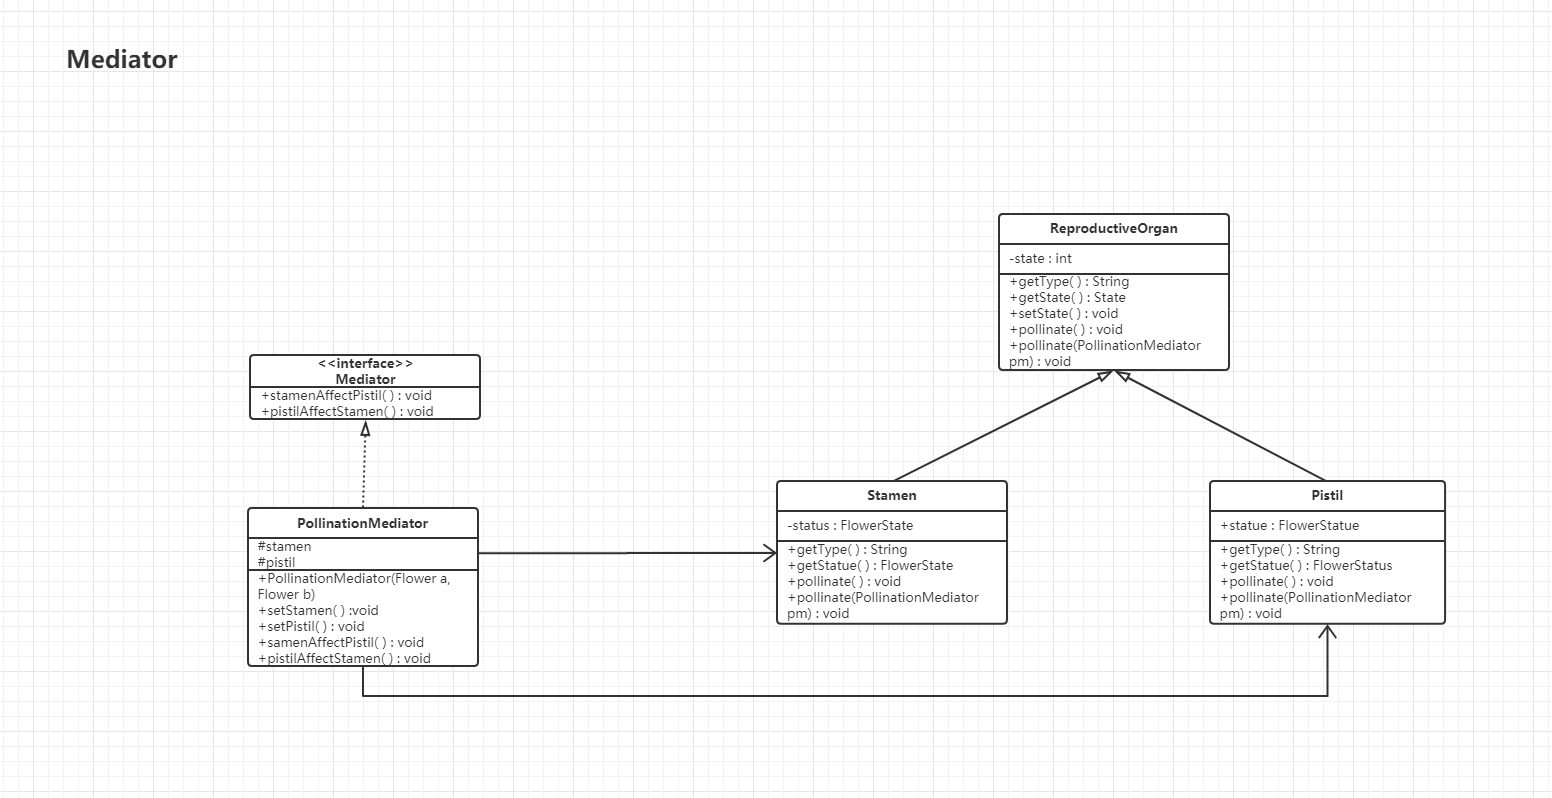 Mediator
ReproductiveOrgan
-state : int
+getType( ) : String
+getState( ) : State
+setState( ) : void
+pollinate( ) : void
+pollinate(PollinationMediator
pm) : void
<<interface>>
Mediator
+stamenAffectPistil( ) : void
+pistilAffectStamen( ) : void
PollinationMediator
#stamen
#pistil
+PollinationMediator(Flower a,
Flower b)
+setStamen( ) :void
+setPistil( ) : void
+samenAffectPistil( ) : void
+pistilAffectStamen( ) : void
Stamen
-status : FlowerState
+getType( ) : String
+getStatue( ) : FlowerState
+pollinate( ) : void
+pollinate(PollinationMediator
pm) : void
Pistil
+statue : FlowerStatue
+getType( ) : String
+getStatue( ) : FlowerStatus
+pollinate( ) : void
+pollinate(PollinationMediator
pm) : void